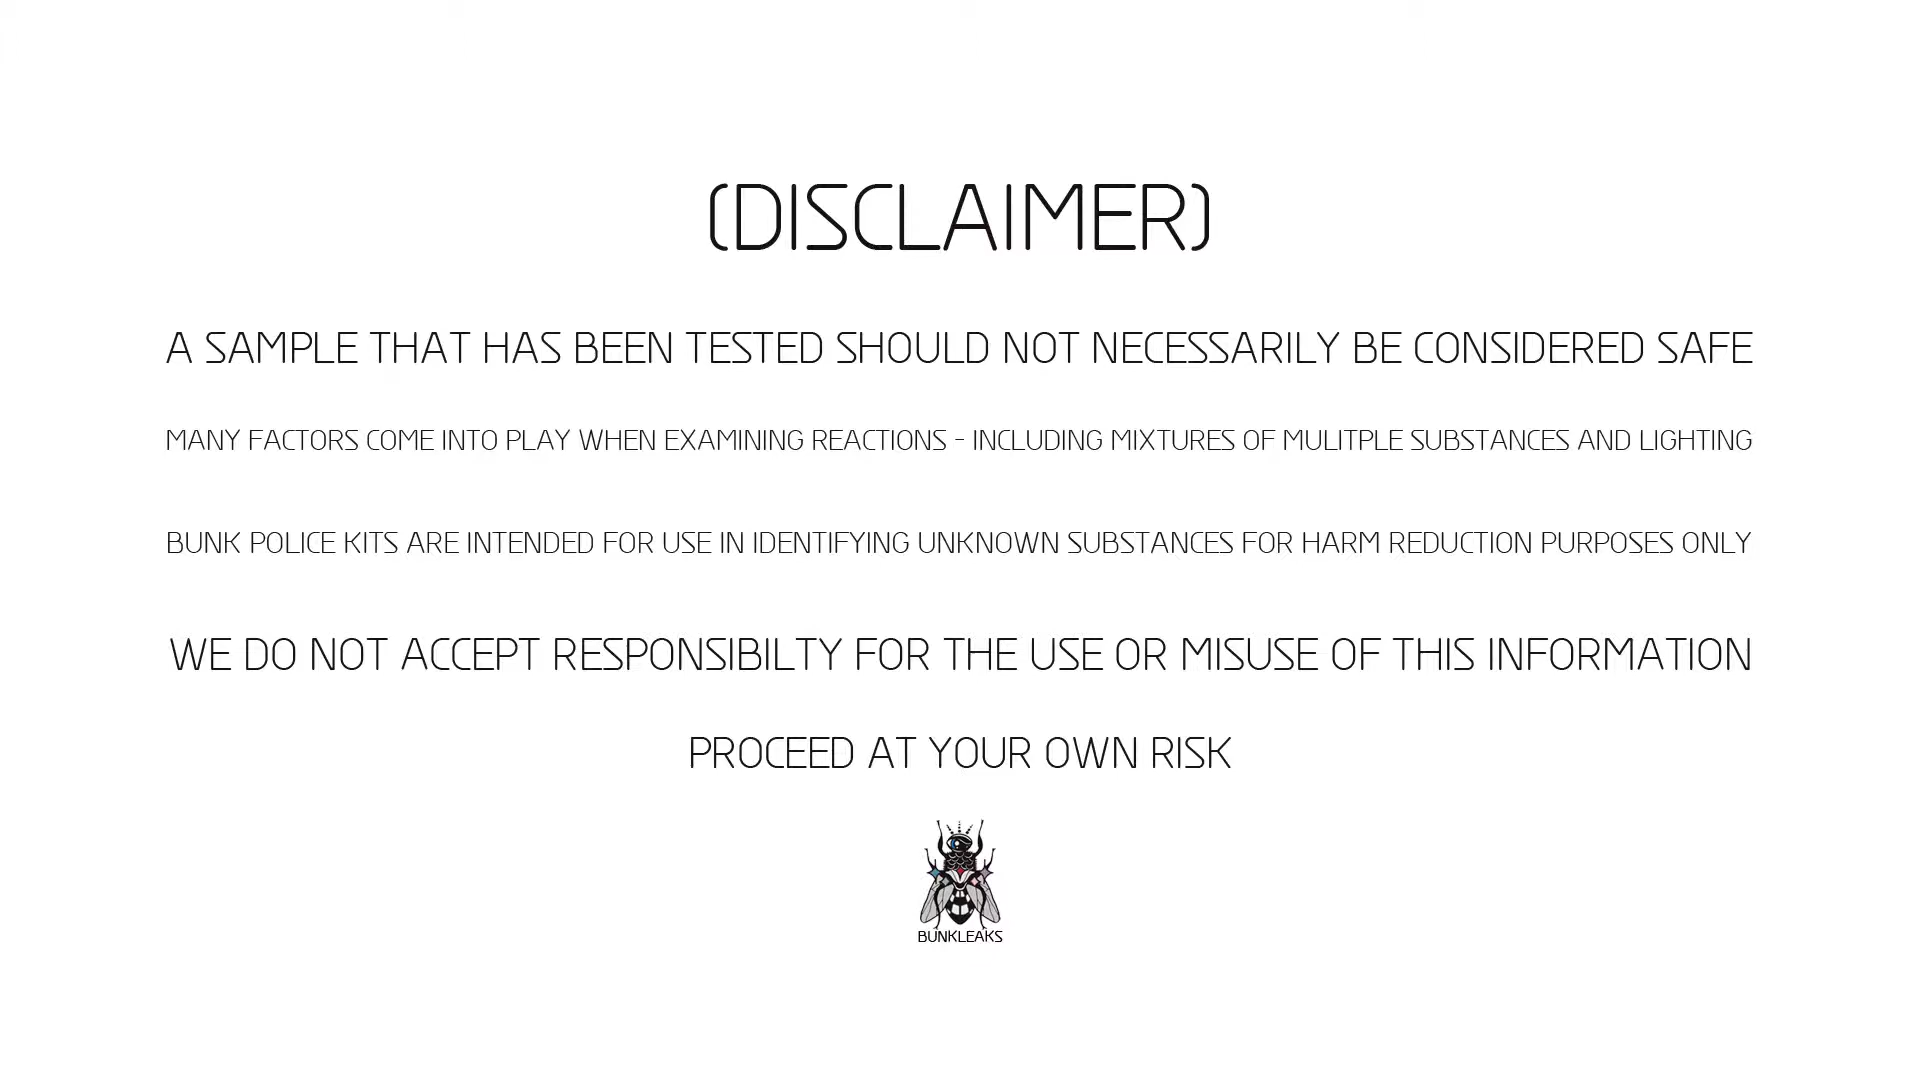 (DISCLAIMER)
A SAMPLE THAT HAS BEEN TESTED SHOULD NOT NECESSARILY BE CONSIDERED SAFE
MANY FACTORS COME INTO PLAY WHEN EXAMINING REACTIONS - INCLUDING MIXTURES OF MULITPLE SUBSTANCES AND LIGHTING
BUNK POLICE KITS ARE INTENDED FOR USE IN IDENTIFYING UNKNOWN SUBSTANCES FOR HARM REDUCTION PURPOSES ONLY
WE DO NOT ACCEPT RESPONSIBILTY FOR THE USE OR MISUSE OF THIS INFORMATION
PROCEED AT YOUR OWN RISK
BUNKLEAKS